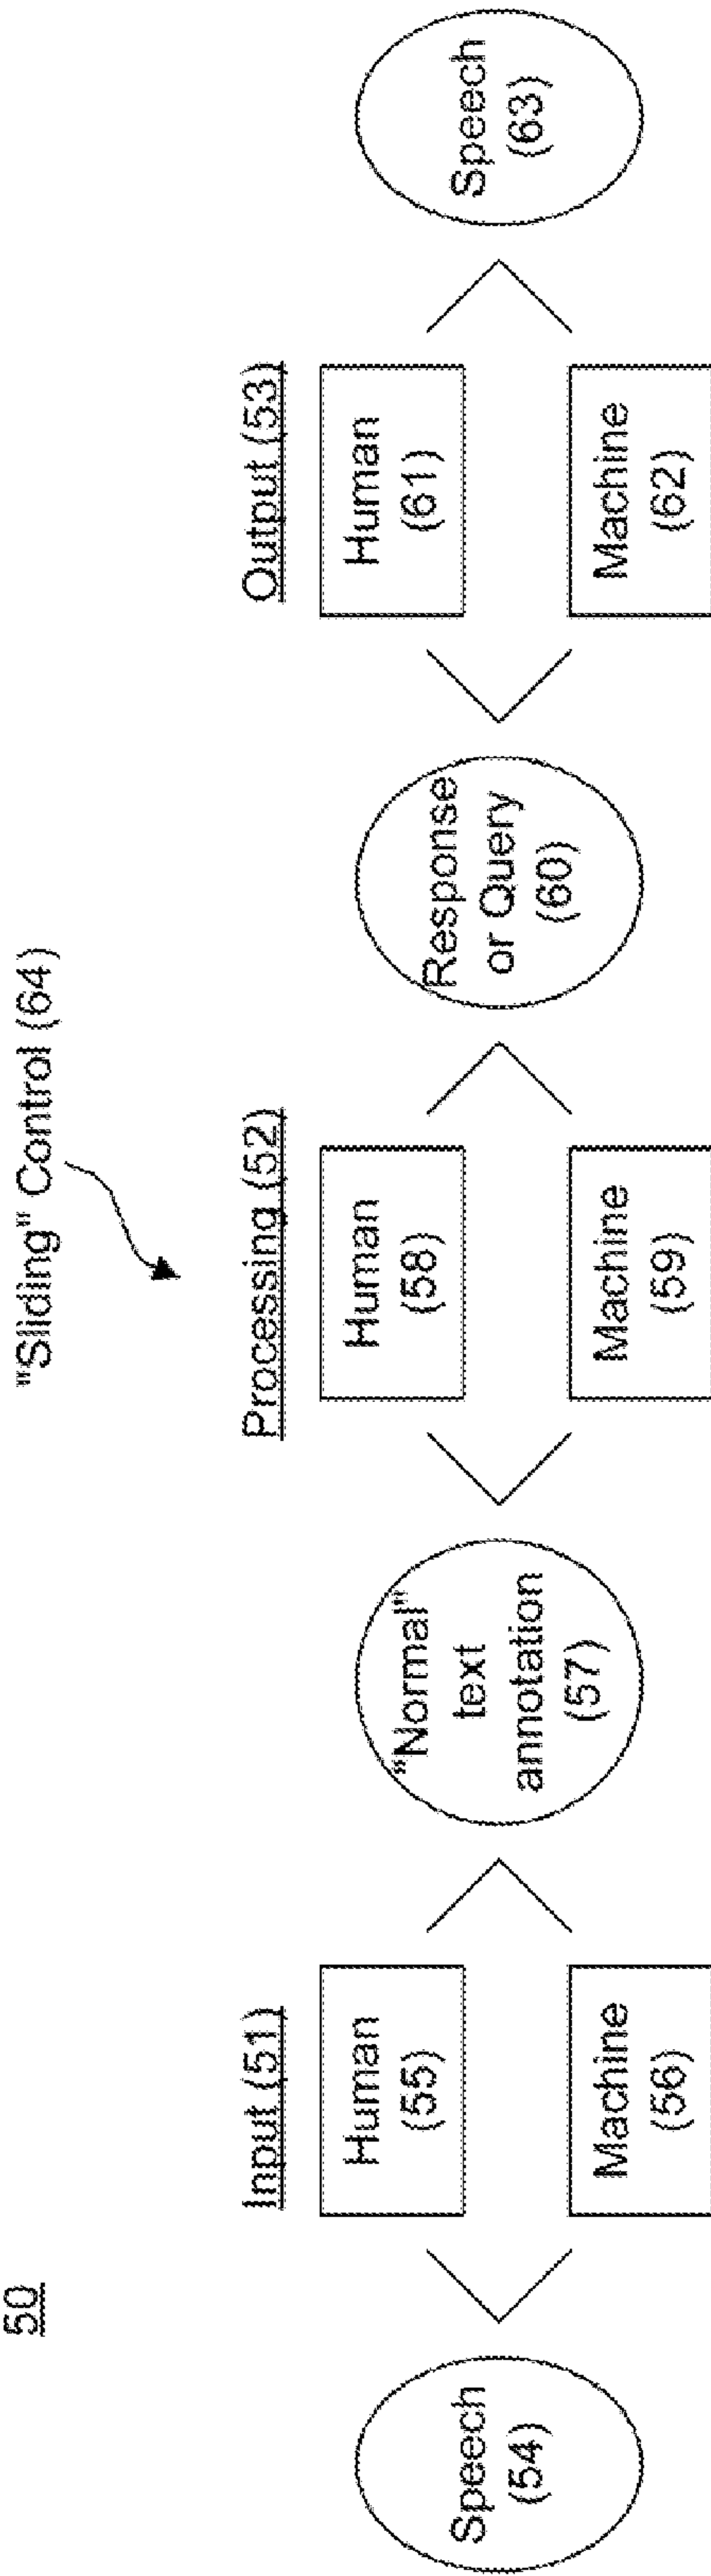 50
"Sliding" Control (64)
Input (51)
Processing (52)
Output (53)
Speech
(54)
Human
(55)
Machine
(56)
"Normal"
text
annotation
(57)
Human
(58)
Machine
(59)
Response
or Query
(60)
Human
(61)
Machine
(62)
Speech
(63)